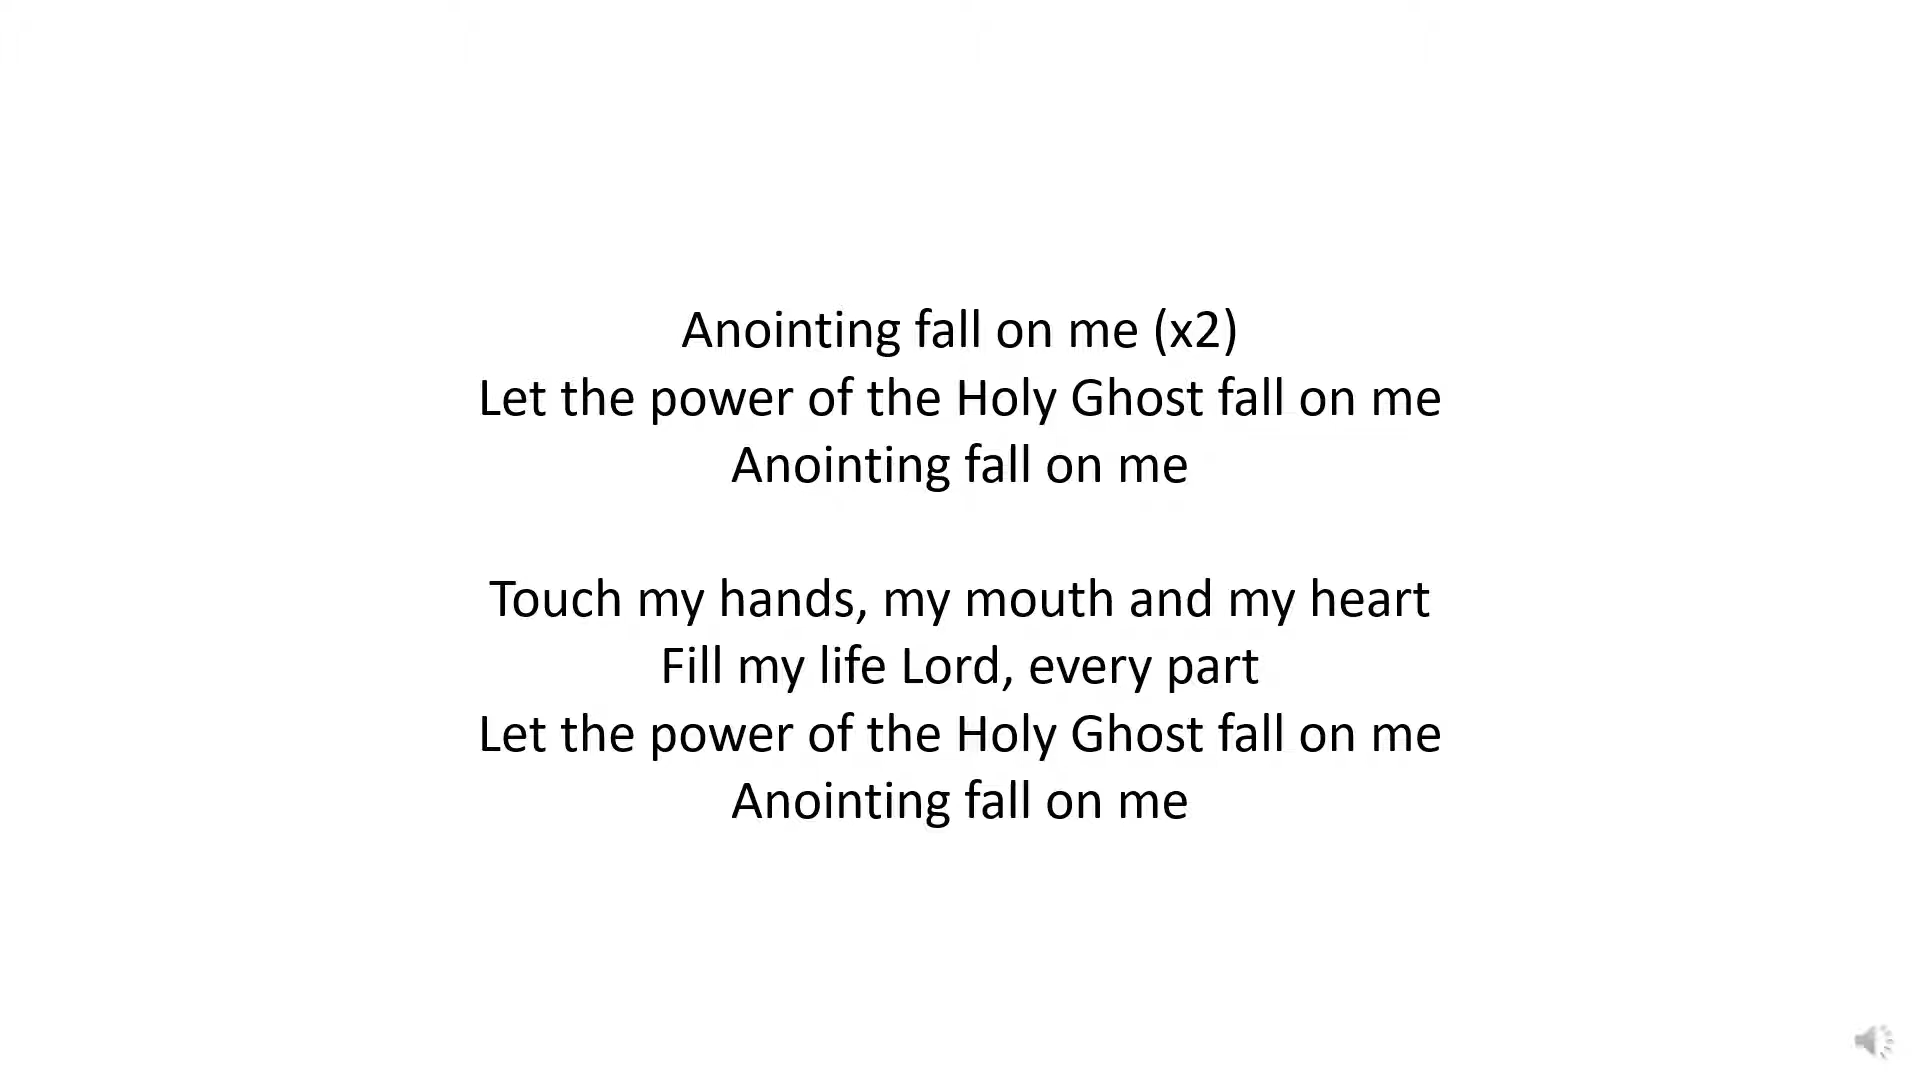 Anointing fall on me (x2)
Let the power of the Holy Ghost fall on me
Anointing fall on me
Touch my hands, my mouth and my heart
Fill my life Lord, every part
Let the power of the Holy Ghost fall on me
Anointing fall on me